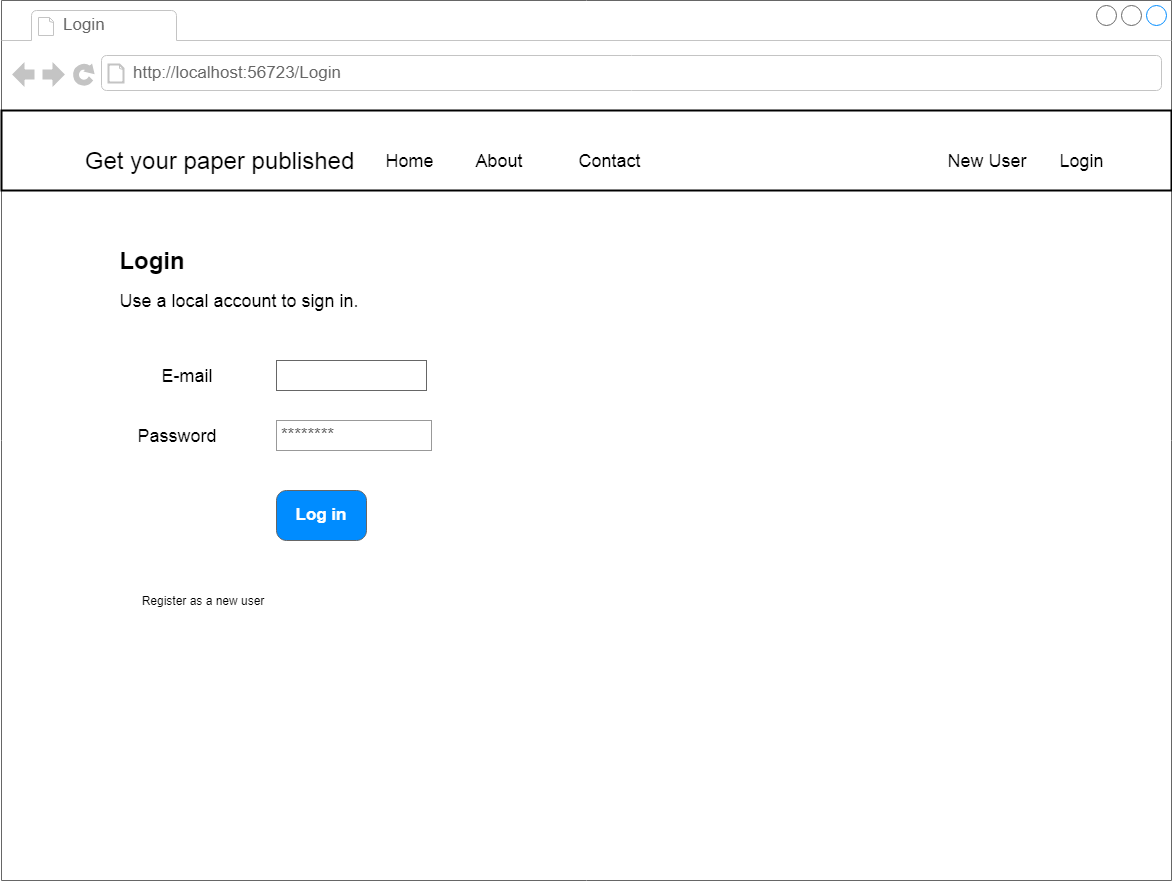 Login
http://localhost:56723/Login
Get your paper published Home About Contact New User Login
Login
Use a local account to sign in.
E-mail
Password ********
Log in
Register as a new user